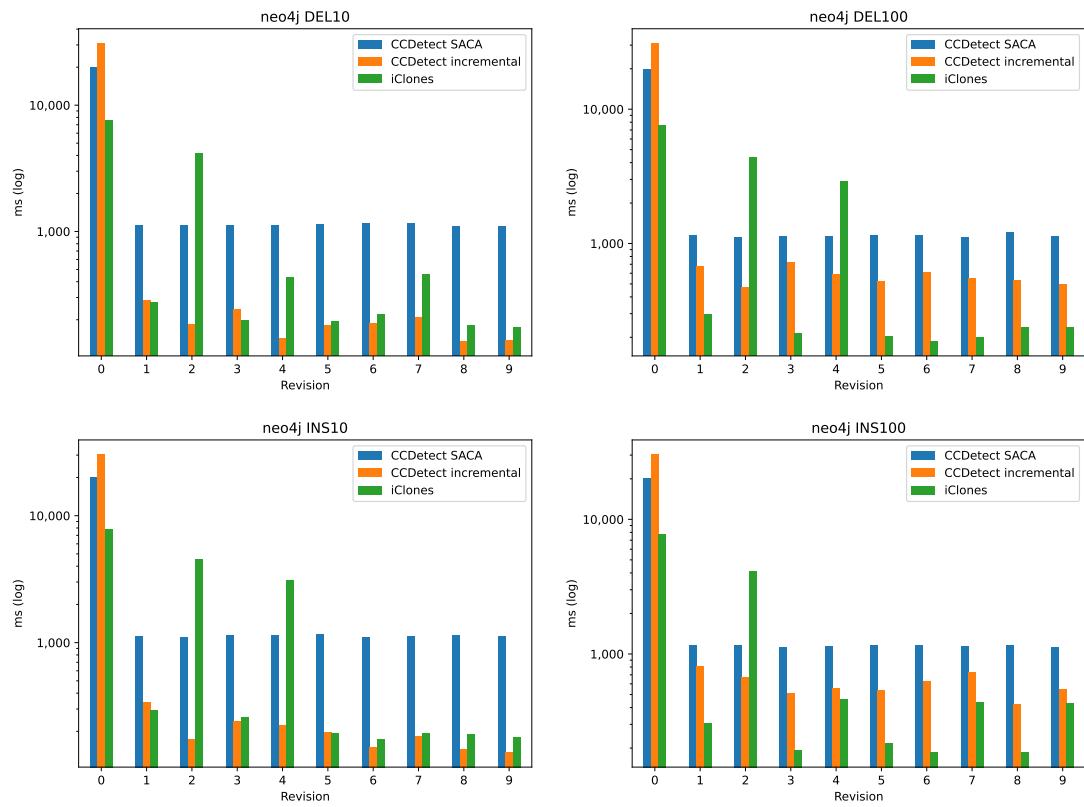 neo4j DEL10
ms (log)
10,000
1,000
CCDetect SACA
CCDetect incremental
iClones
0 1 2 3 4 5 6 7 8 9
Revision
neo4j DEL100
ms (log)
10,000
1,000
CCDetect SACA
CCDetect incremental
iClones
0 1 2 3 4 5 6 7 8 9
Revision
neo4j INS10
ms (log)
10,000
1,000
CCDetect SACA
CCDetect incremental
iClones
0 1 2 3 4 5 6 7 8 9
Revision
neo4j INS100
ms (log)
10,000
1,000
CCDetect SACA
CCDetect incremental
iClones
0 1 2 3 4 5 6 7 8 9
Revision